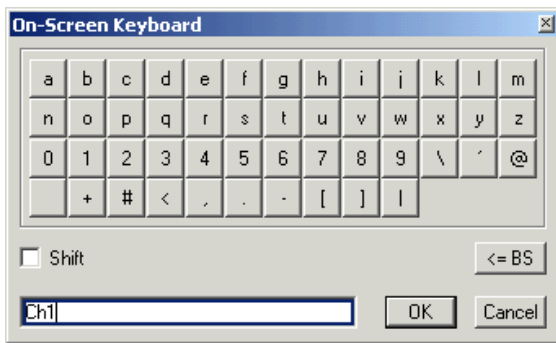 On-Screen Keyboard
a b c d e f g h i j k l m
n o p q r s t u v w x y z
0 1 2 3 4 5 6 7 8 9 \ ´ @
+ # < , . - [ ] |
Shift
<= BS
Ch1
OK
Cancel